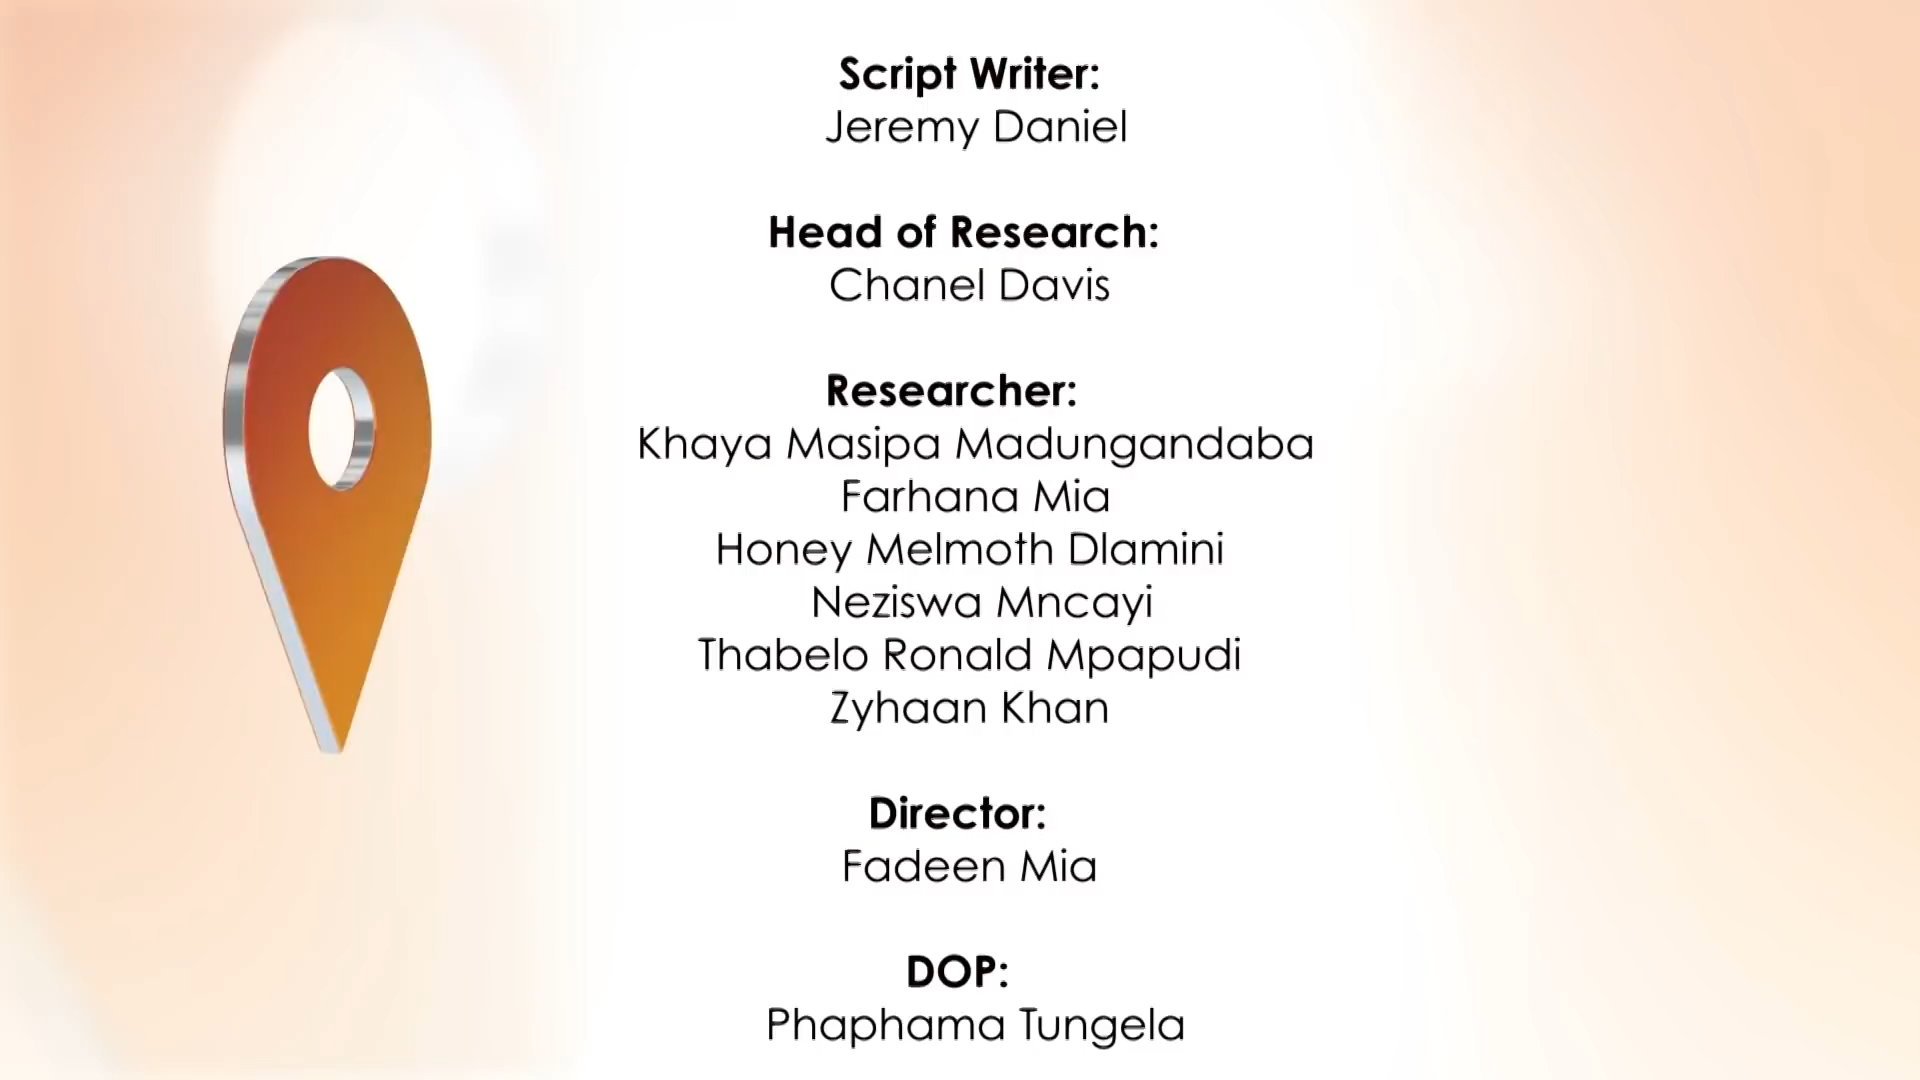 Script Writer:
Jeremy Daniel
Head of Research:
Chanel Davis
Researcher:
Khaya Masipa Madungandaba
Farhana Mia
Honey Melmoth Dlamini
Neziswa Mncayi
Thabelo Ronald Mpapudi
Zyhaan Khan
Director:
Fadeen Mia
DOP:
Phaphama Tungela